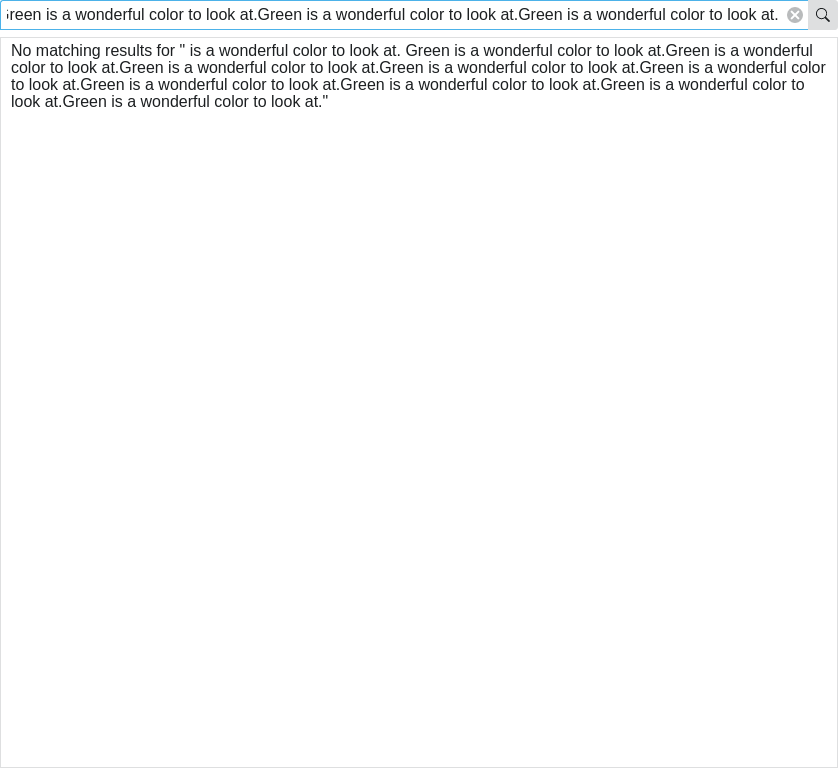 Green is a wonderful color to look at.Green is a wonderful color to look at.Green is a wonderful color to look at.
No matching results for " is a wonderful color to look at. Green is a wonderful color to look at.Green is a wonderful
color to look at.Green is a wonderful color to look at.Green is a wonderful color to look at.Green is a wonderful color
to look at.Green is a wonderful color to look at.Green is a wonderful color to look at.Green is a wonderful color to
look at.Green is a wonderful color to look at."